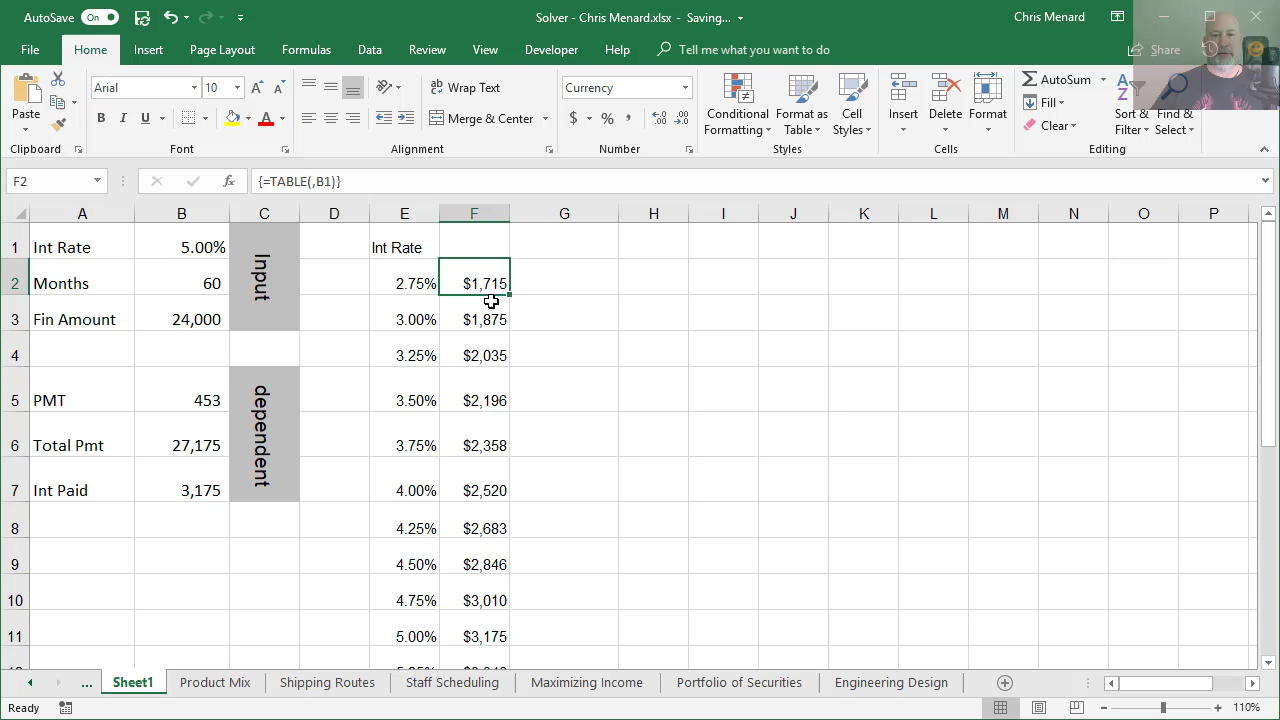 AutoSave On Solver - Chris Menard.xlsx - Saving... Chris Menard
File Home Insert Page Layout Formulas Data Review View Developer Help Tell me what you want to do Share
Arial 10 Wrap Text Currency AutoSum
Paste B I U Merge & Center $ % , Conditional Formatting Format as Table Cell Styles Insert Delete Format Fill Clear Sort & Filter Find & Select
Clipboard Font Alignment Number Styles Cells Editing
F2 fx {=TABLE(,B1)}
A B C D E F G H I J K L M N O P
1 Int Rate 5.00% Input Int Rate
2 Months 60 2.75% $1,715
3 Fin Amount 24,000 3.00% $1,875
4 3.25% $2,035
5 PMT 453 dependent 3.50% $2,196
6 Total Pmt 27,175 3.75% $2,358
7 Int Paid 3,175 4.00% $2,520
8 4.25% $2,683
9 4.50% $2,846
10 4.75% $3,010
11 5.00% $3,175
... Sheet1 Product Mix Shipping Routes Staff Scheduling Maximizing Income Portfolio of Securities Engineering Design
Ready 110%